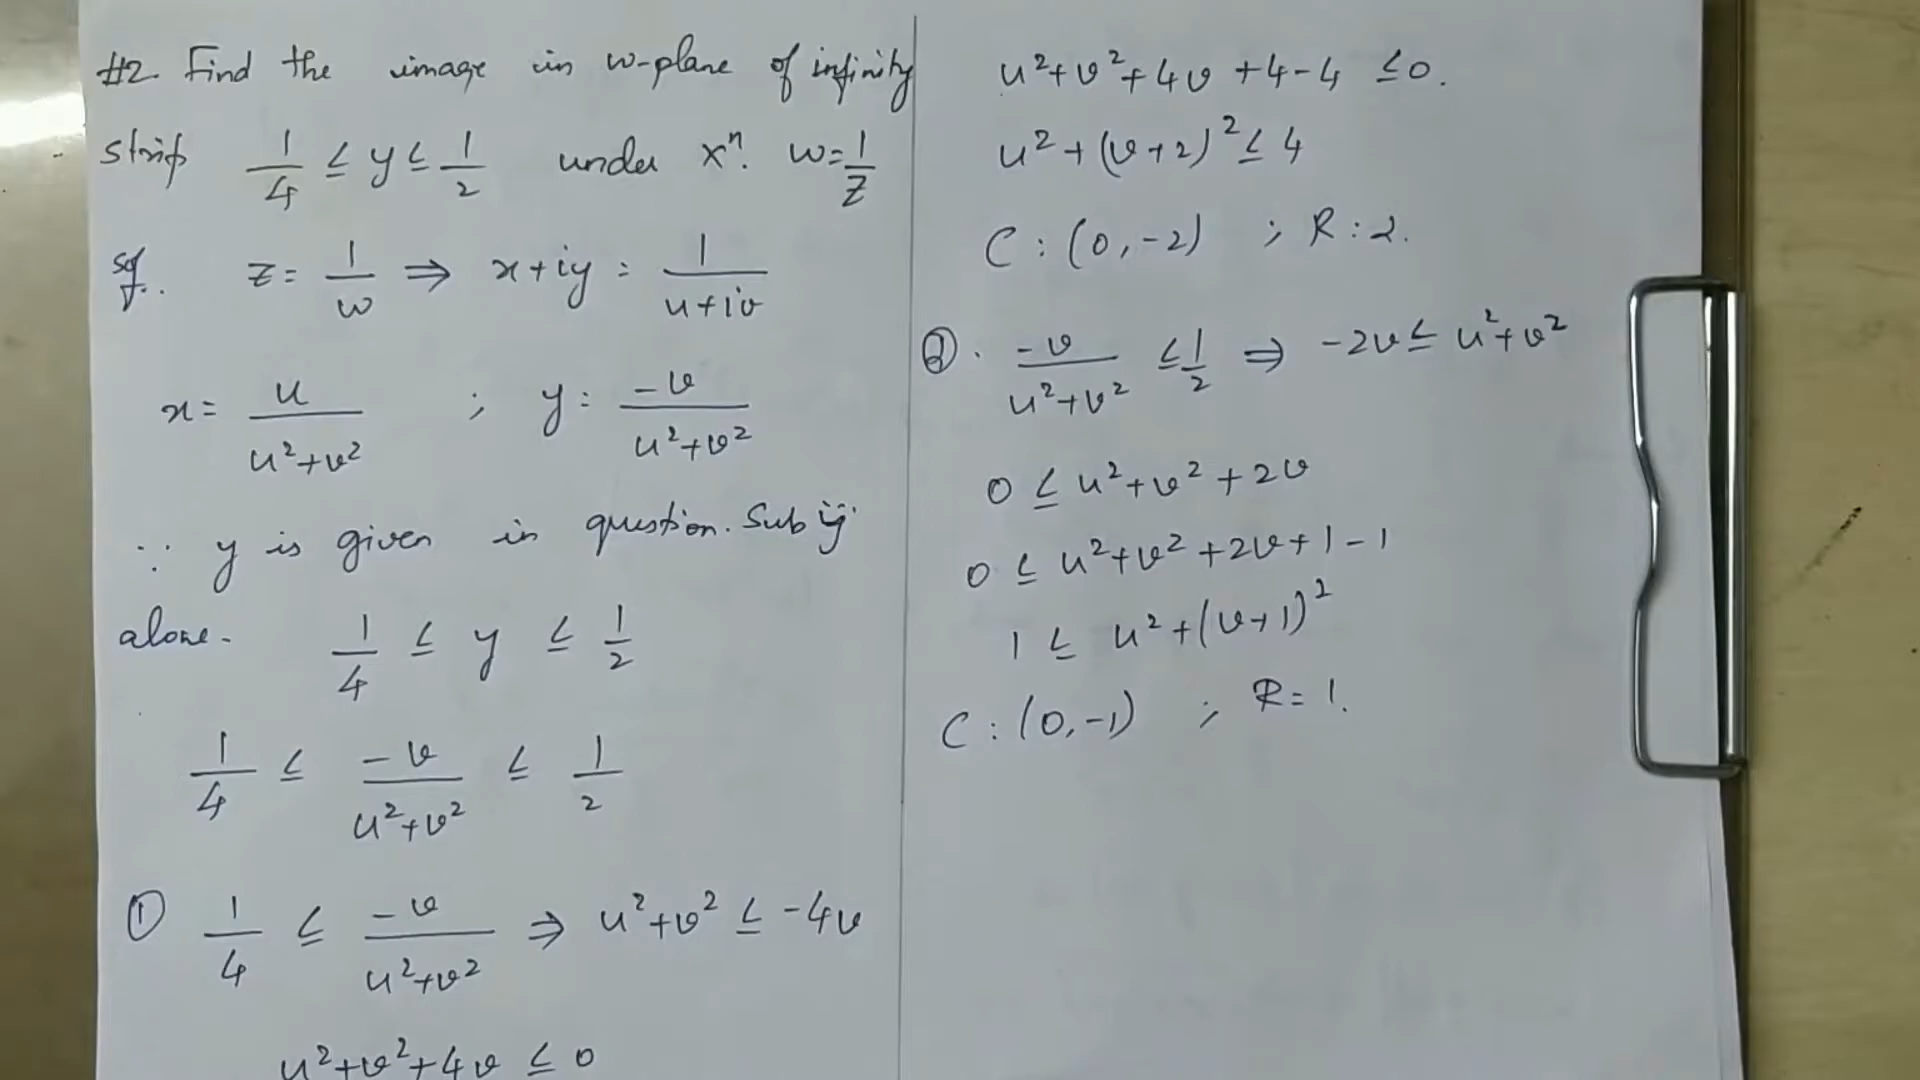 #2 Find the image in w-plane of infinity
strip 1/4 ≤ y ≤ 1/2 under xⁿ. w=1/z
sol. z = 1/w ⇒ x+iy = 1/(u+iv)
x = u/(u²+v²) ; y = -v/(u²+v²)
∵ y is given in question. Sub 'y'
alone. 1/4 ≤ y ≤ 1/2
1/4 ≤ -v/(u²+v²) ≤ 1/2
① 1/4 ≤ -v/(u²+v²) ⇒ u²+v² ≤ -4v
u²+v²+4v ≤ 0
u²+v²+4v+4-4 ≤ 0.
u²+(v+2)² ≤ 4
C : (0,-2) ; R : 2.
②. -v/(u²+v²) ≤ 1/2 ⇒ -2v ≤ u²+v²
0 ≤ u²+v²+2v
0 ≤ u²+v²+2v+1-1
1 ≤ u²+(v+1)²
C : (0,-1) ; R = 1.